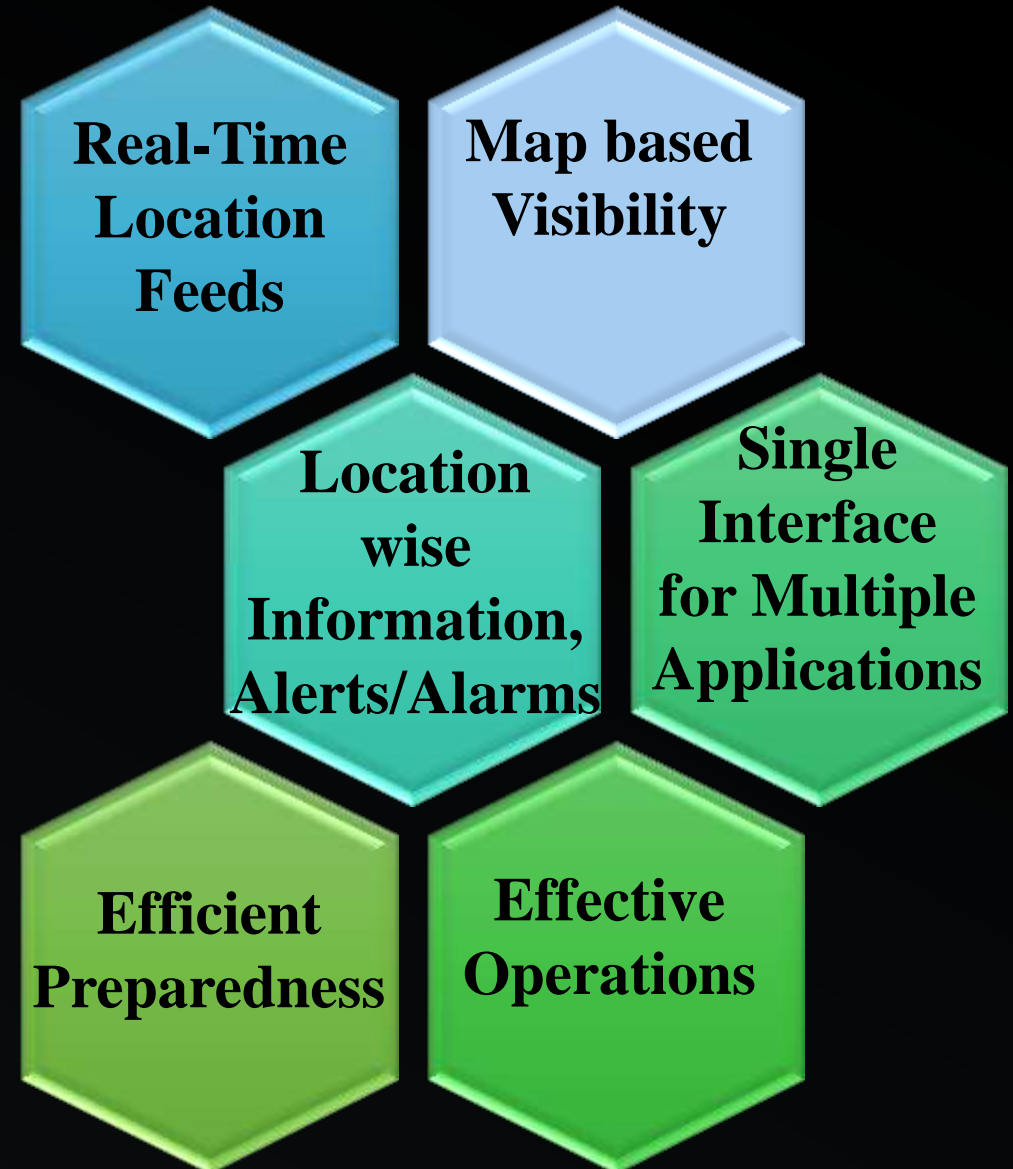 Real-Time
Location
Feeds
Map based
Visibility
Location
wise
Information,
Alerts/Alarms
Single
Interface
for Multiple
Applications
Efficient
Preparedness
Effective
Operations